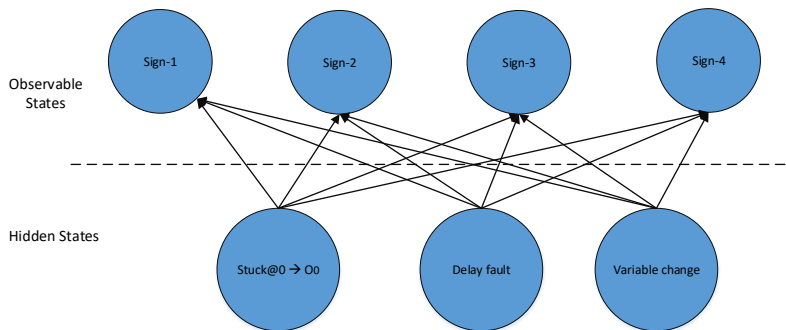 Sign-1
Sign-2
Sign-3
Sign-4
Observable
States
Hidden States
Stuck@0 → O0
Delay fault
Variable change